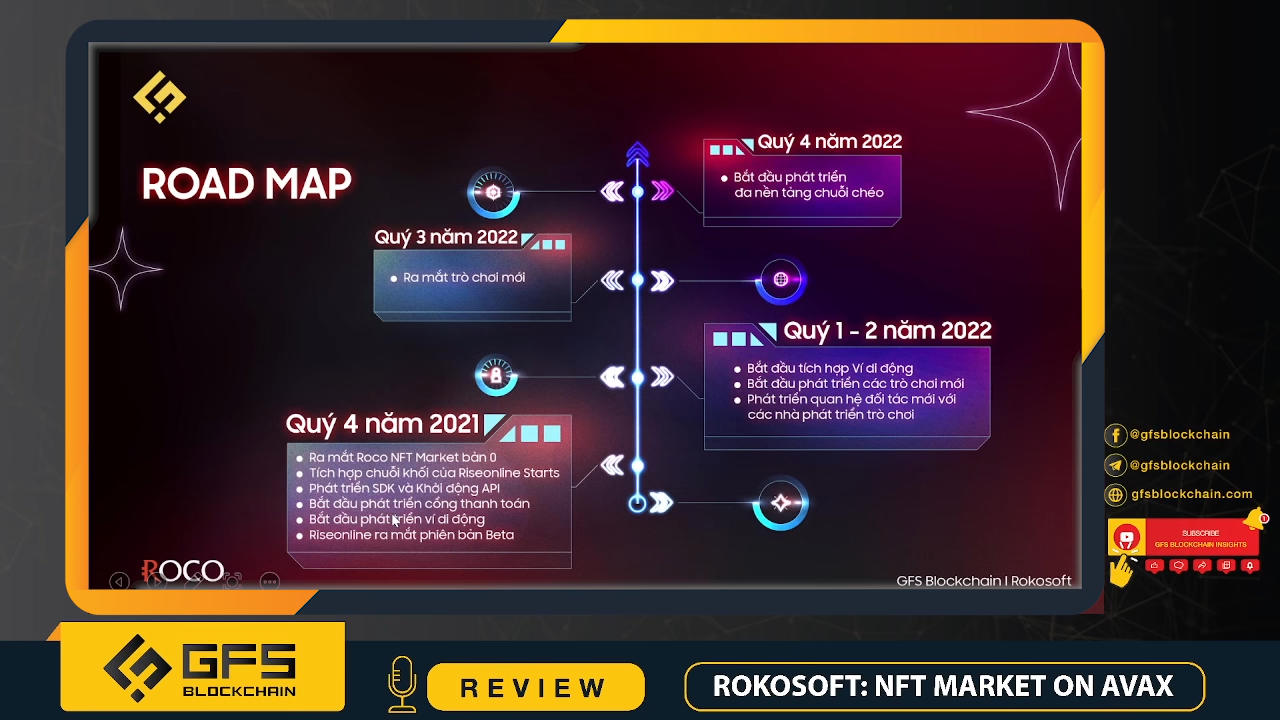 ROAD MAP
Quý 4 năm 2022
Bắt đầu phát triển
đa nền tảng chuỗi chéo
Quý 3 năm 2022
Ra mắt trò chơi mới
Quý 1 - 2 năm 2022
Bắt đầu tích hợp Ví di động
Bắt đầu phát triển các trò chơi mới
Phát triển quan hệ đối tác mới với
các nhà phát triển trò chơi
Quý 4 năm 2021
Ra mắt Roco NFT Market bản 0
Tích hợp chuỗi khối của Riseonline Starts
Phát triển SDK và Khởi động API
Bắt đầu phát triển cổng thanh toán
Bắt đầu phát triển ví di động
Riseonline ra mắt phiên bản Beta
ROCO
GFS Blockchain | Rokosoft
@gfsblockchain
@gfsblockchain
gfsblockchain.com
1
SUBSCRIBE
GFS BLOCKCHAIN INSIGHTS
GFS
BLOCKCHAIN
REVIEW
ROKOSOFT: NFT MARKET ON AVAX